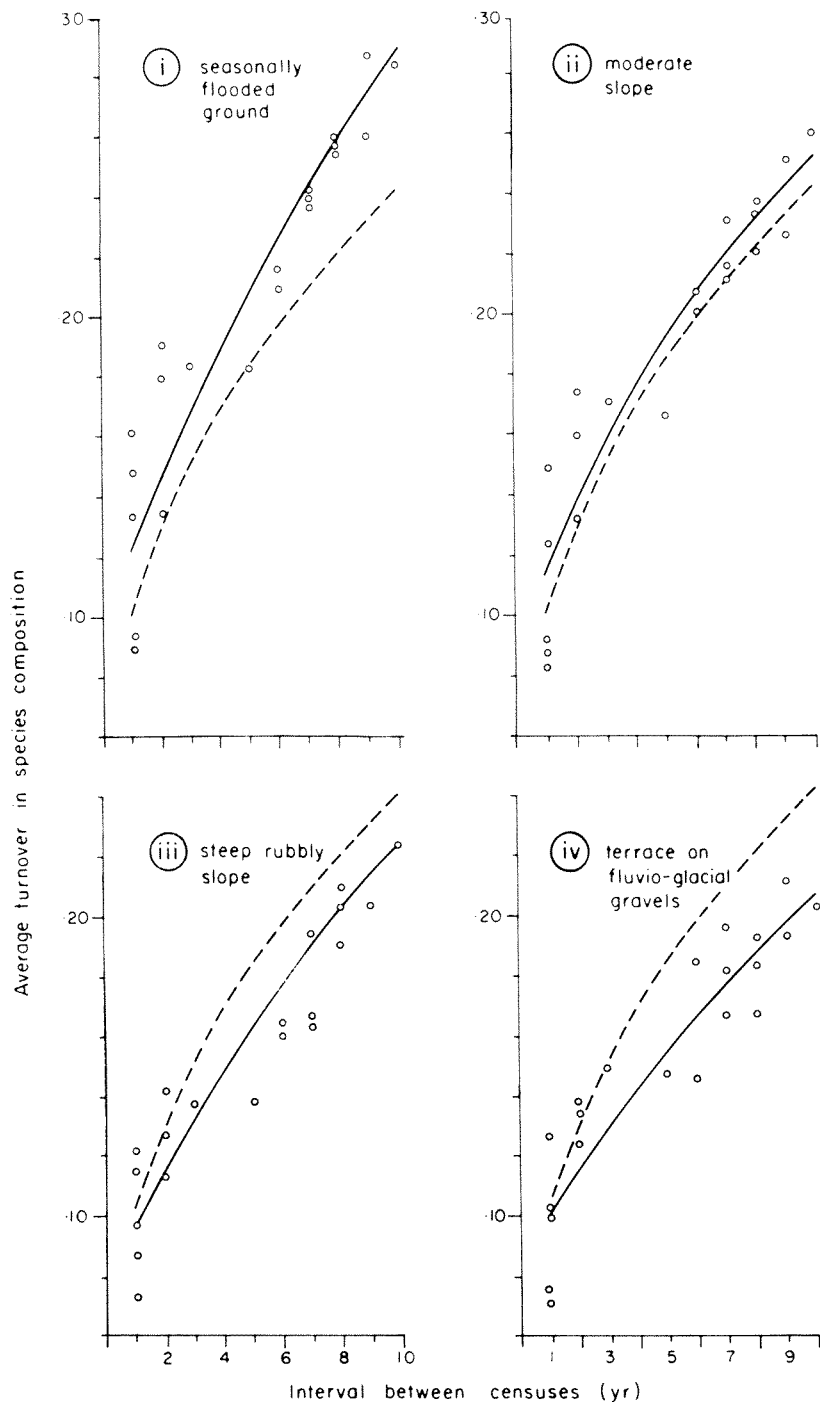 ·30
·20
·10
i
seasonally
flooded
ground
·30
·20
·10
ii
moderate
slope
·20
·10
2
4
6
8
10
iii
steep rubbly
slope
·20
·10
1
3
5
7
9
iv
terrace on
fluvio-glacial
gravels
Average turnover in species composition
Interval between censuses (yr)